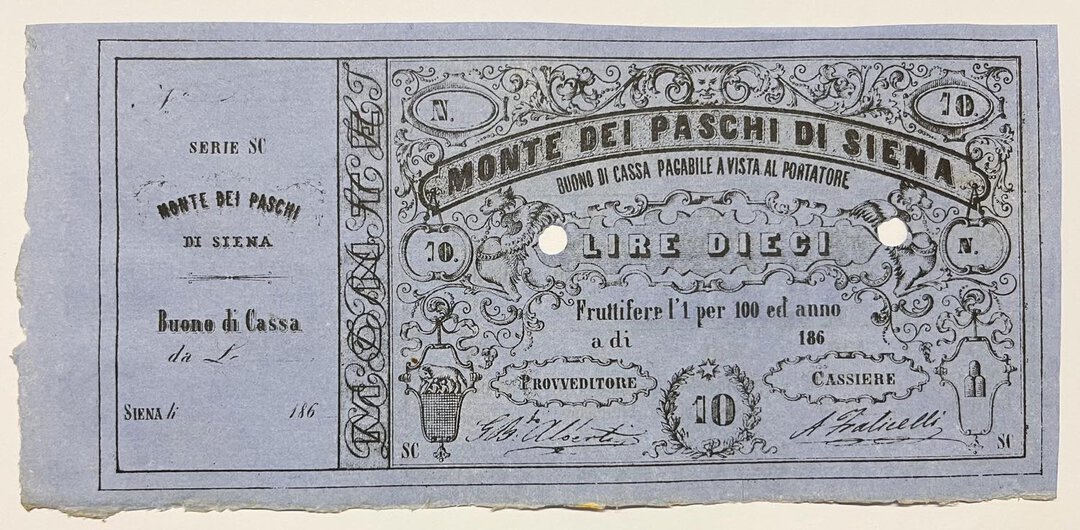 SERIE SC
MONTE DEI PASCHI
DI SIENA
Buono di Cassa
da L
SIENA li 186
N. 10.
MONTE DEI PASCHI DI SIENA
BUONO DI CASSA PAGABILE A VISTA AL PORTATORE
10. LIRE DIECI N.
Fruttifere l'1 per 100 ed anno
a di 186
PROVVEDITORE CASSIERE
10
SC SC